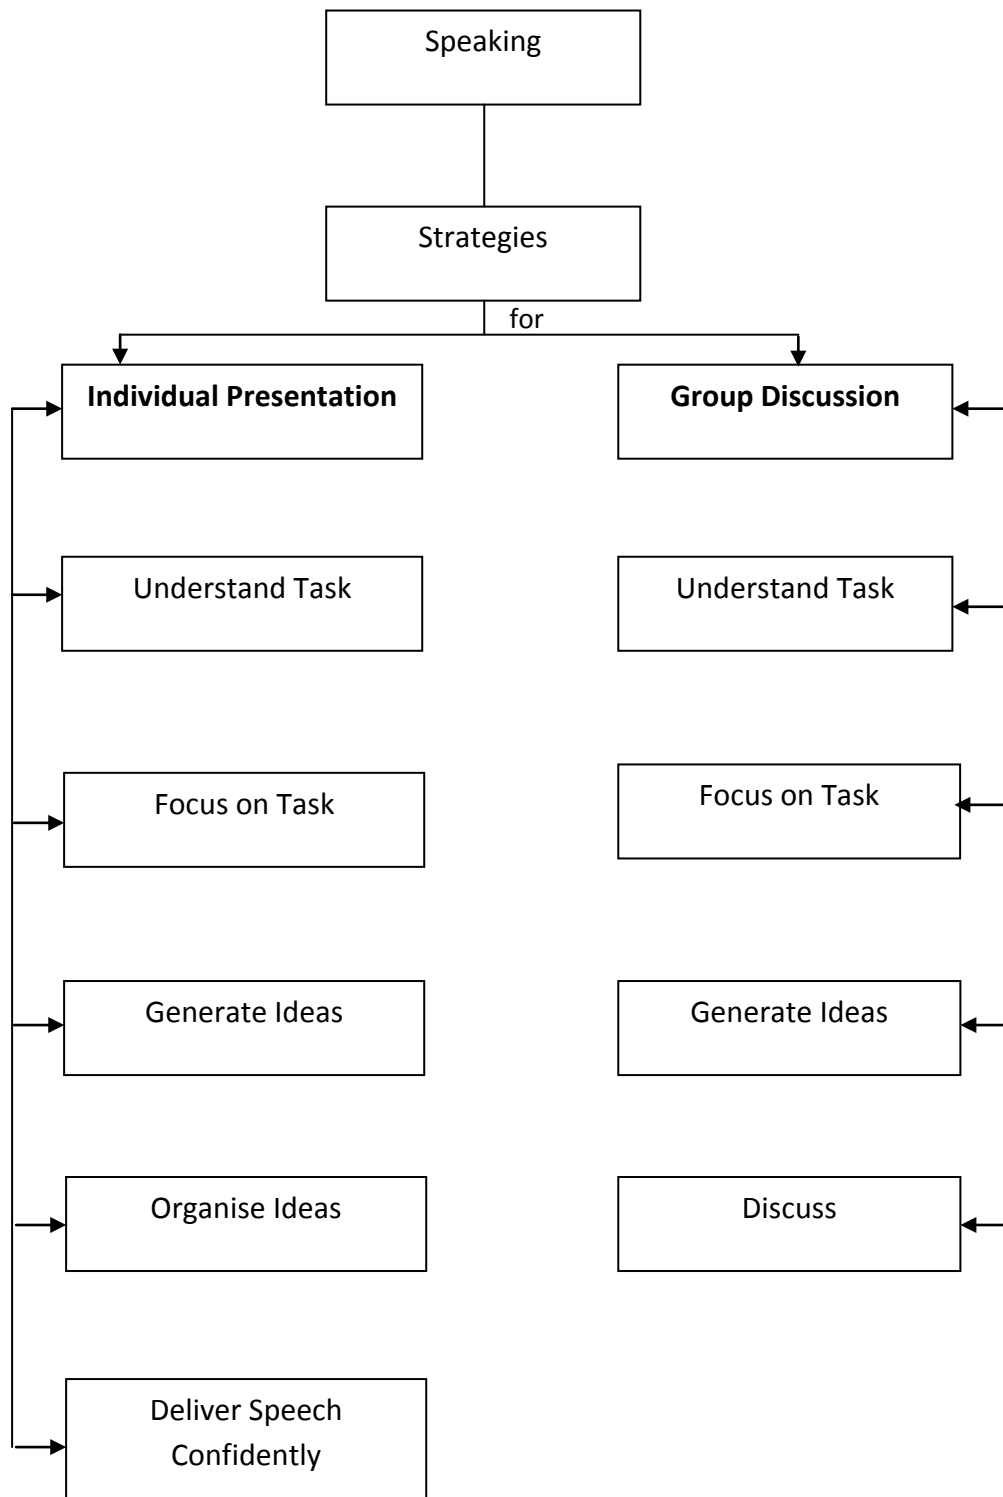 Speaking
Strategies
for
Individual Presentation
Group Discussion
Understand Task
Understand Task
Focus on Task
Focus on Task
Generate Ideas
Generate Ideas
Organise Ideas
Discuss
Deliver Speech
Confidently